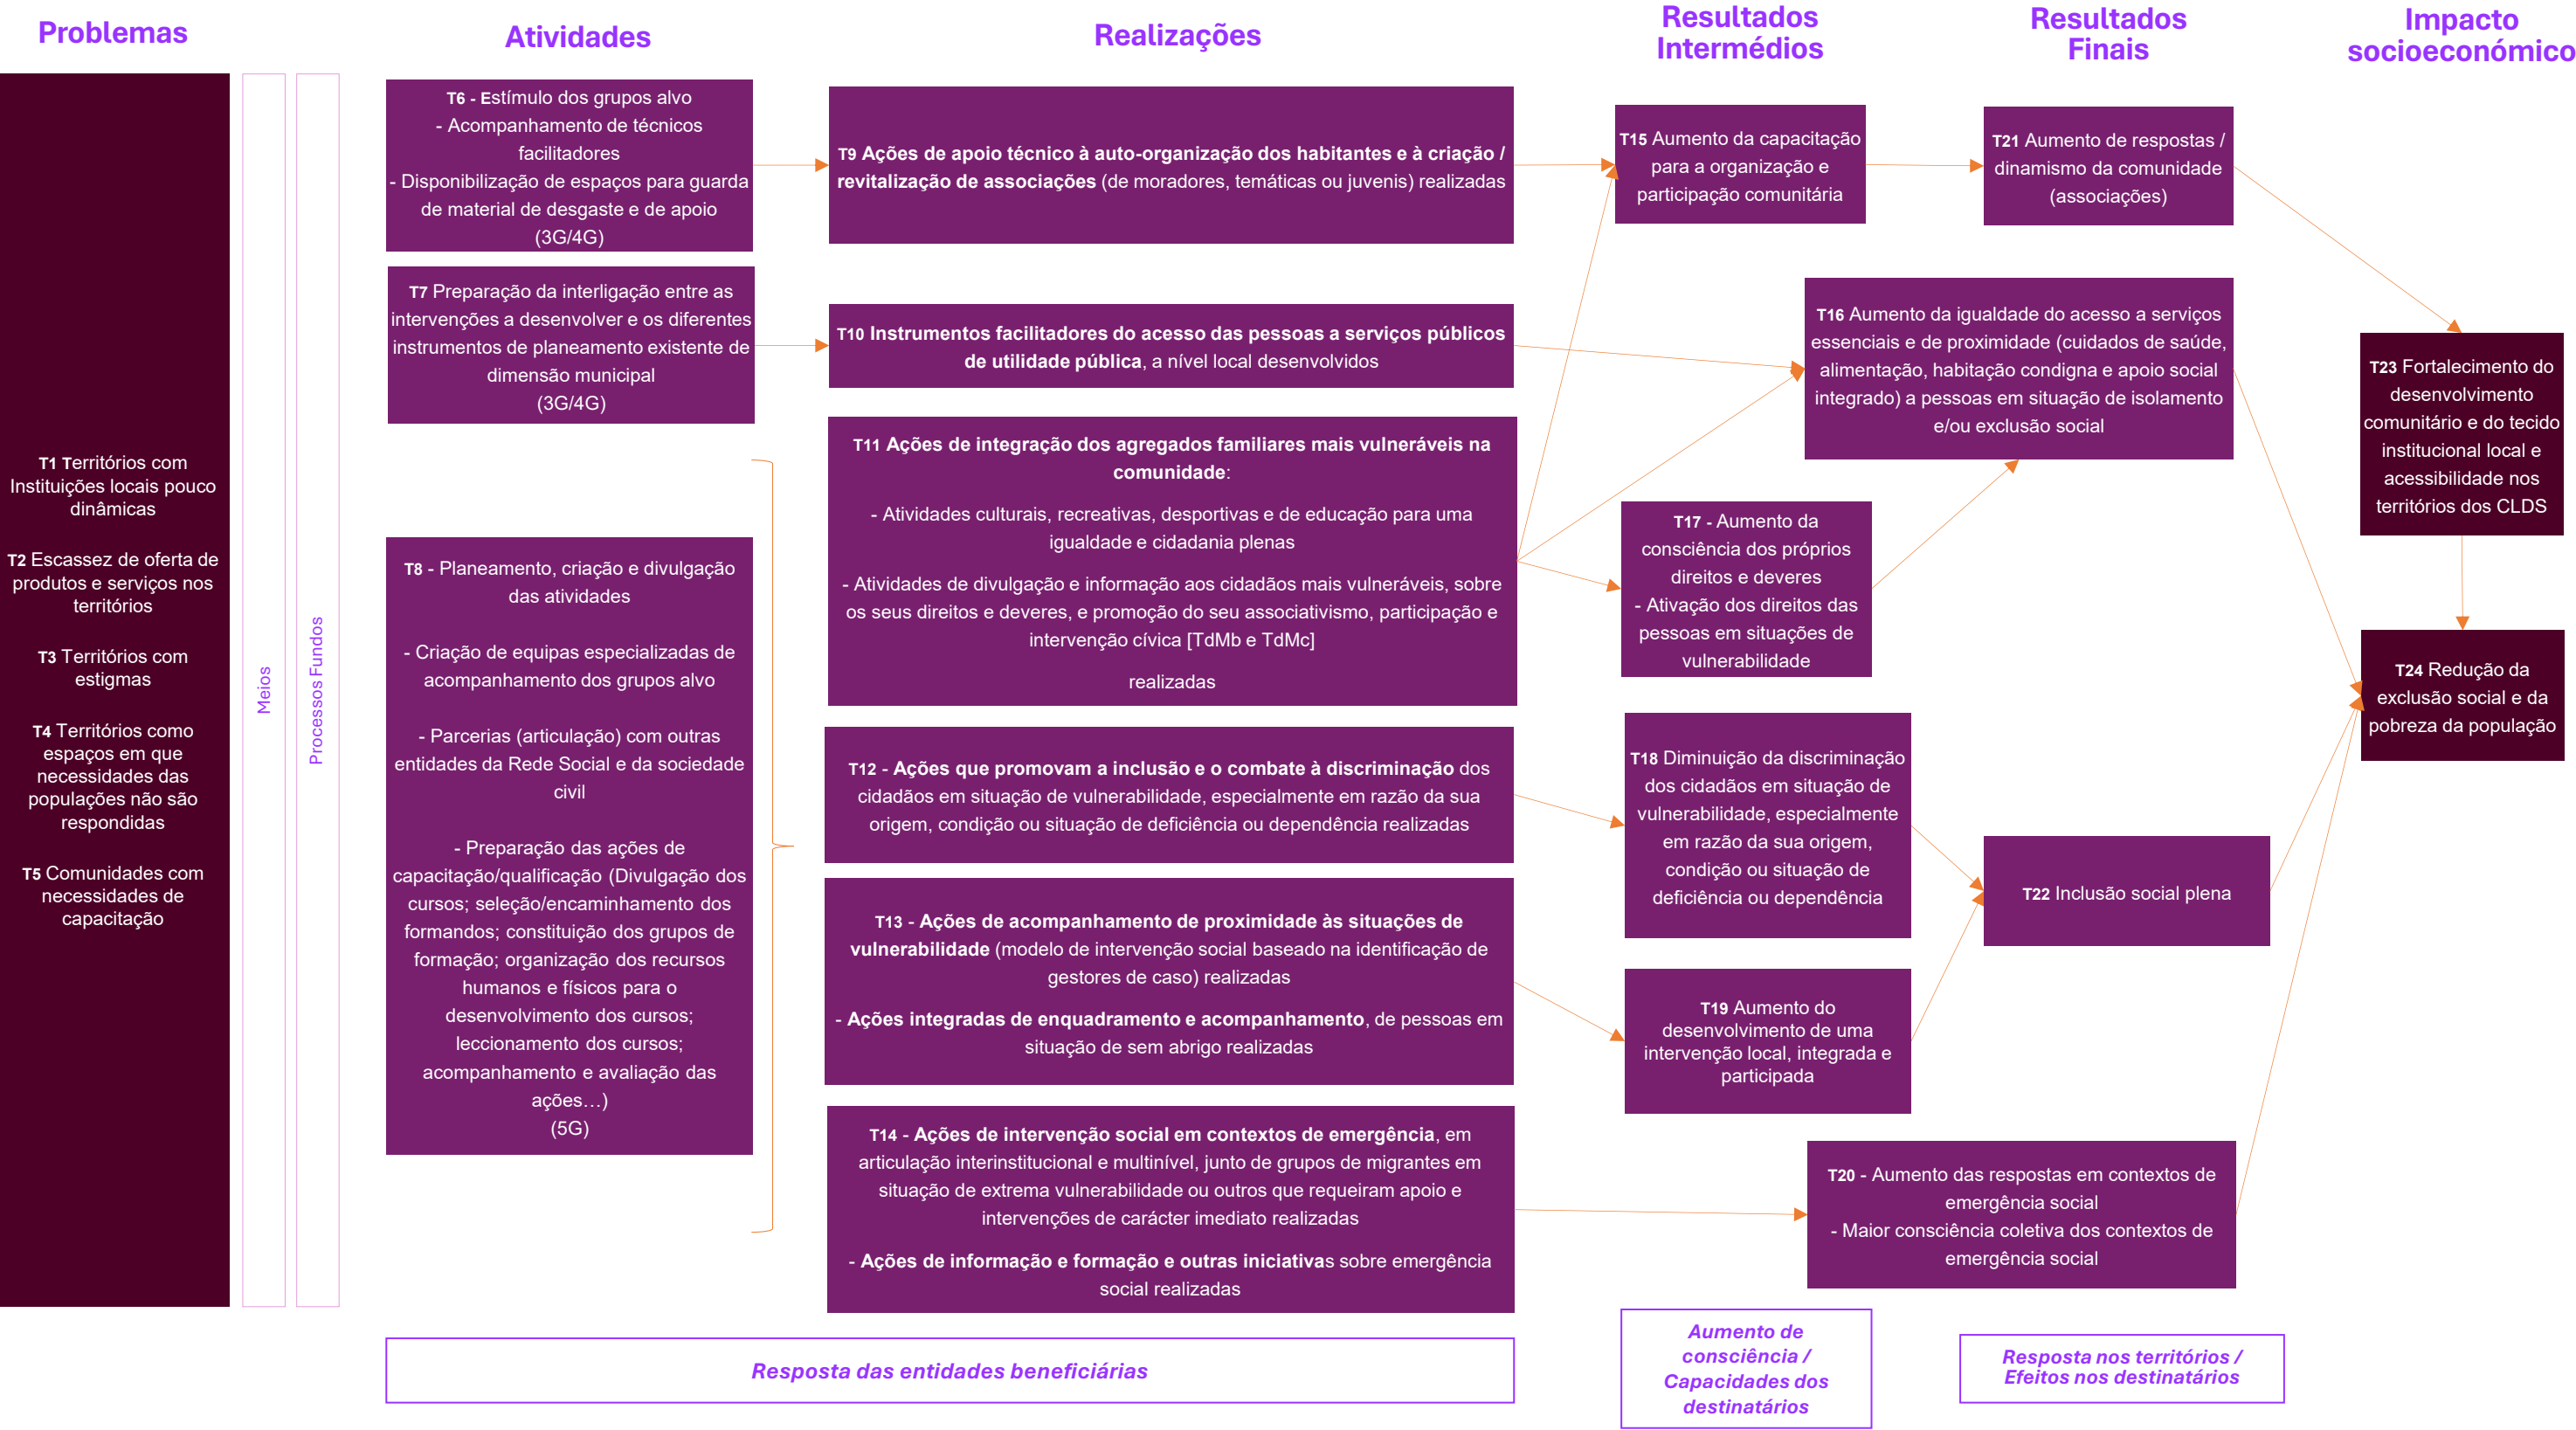 Problemas
Atividades
Realizações
Resultados
Intermédios
Resultados
Finais
Impacto
socioeconómico
T1 Territórios com
Instituições locais pouco
dinâmicas
T2 Escassez de oferta de
produtos e serviços nos
territórios
T3 Territórios com
estigmas
T4 Territórios como
espaços em que
necessidades das
populações não são
respondidas
T5 Comunidades com
necessidades de
capacitação
Meios
Processos Fundos
T6 - Estímulo dos grupos alvo
- Acompanhamento de técnicos
facilitadores
- Disponibilização de espaços para guarda
de material de desgaste e de apoio
(3G/4G)
T7 Preparação da interligação entre as
intervenções a desenvolver e os diferentes
instrumentos de planeamento existente de
dimensão municipal
(3G/4G)
T8 - Planeamento, criação e divulgação
das atividades
- Criação de equipas especializadas de
acompanhamento dos grupos alvo
- Parcerias (articulação) com outras
entidades da Rede Social e da sociedade
civil
- Preparação das ações de
capacitação/qualificação (Divulgação dos
cursos; seleção/encaminhamento dos
formandos; constituição dos grupos de
formação; organização dos recursos
humanos e físicos para o
desenvolvimento dos cursos;
leccionamento dos cursos;
acompanhamento e avaliação das
ações…)
(5G)
T9 Ações de apoio técnico à auto-organização dos habitantes e à criação /
revitalização de associações (de moradores, temáticas ou juvenis) realizadas
T10 Instrumentos facilitadores do acesso das pessoas a serviços públicos
de utilidade pública, a nível local desenvolvidos
T11 Ações de integração dos agregados familiares mais vulneráveis na
comunidade:
- Atividades culturais, recreativas, desportivas e de educação para uma
igualdade e cidadania plenas
- Atividades de divulgação e informação aos cidadãos mais vulneráveis, sobre
os seus direitos e deveres, e promoção do seu associativismo, participação e
intervenção cívica [TdMb e TdMc]
realizadas
T12 - Ações que promovam a inclusão e o combate à discriminação dos
cidadãos em situação de vulnerabilidade, especialmente em razão da sua
origem, condição ou situação de deficiência ou dependência realizadas
T13 - Ações de acompanhamento de proximidade às situações de
vulnerabilidade (modelo de intervenção social baseado na identificação de
gestores de caso) realizadas
- Ações integradas de enquadramento e acompanhamento, de pessoas em
situação de sem abrigo realizadas
T14 - Ações de intervenção social em contextos de emergência, em
articulação interinstitucional e multinível, junto de grupos de migrantes em
situação de extrema vulnerabilidade ou outros que requeiram apoio e
intervenções de carácter imediato realizadas
- Ações de informação e formação e outras iniciativas sobre emergência
social realizadas
T15 Aumento da capacitação
para a organização e
participação comunitária
T16 Aumento da igualdade do acesso a serviços
essenciais e de proximidade (cuidados de saúde,
alimentação, habitação condigna e apoio social
integrado) a pessoas em situação de isolamento
e/ou exclusão social
T17 - Aumento da
consciência dos próprios
direitos e deveres
- Ativação dos direitos das
pessoas em situações de
vulnerabilidade
T18 Diminuição da discriminação
dos cidadãos em situação de
vulnerabilidade, especialmente
em razão da sua origem,
condição ou situação de
deficiência ou dependência
T19 Aumento do
desenvolvimento de uma
intervenção local, integrada e
participada
T20 - Aumento das respostas em contextos de
emergência social
- Maior consciência coletiva dos contextos de
emergência social
T21 Aumento de respostas /
dinamismo da comunidade
(associações)
T22 Inclusão social plena
T23 Fortalecimento do
desenvolvimento
comunitário e do tecido
institucional local e
acessibilidade nos
territórios dos CLDS
T24 Redução da
exclusão social e da
pobreza da população
Resposta das entidades beneficiárias
Aumento de
consciência /
Capacidades dos
destinatários
Resposta nos territórios /
Efeitos nos destinatários